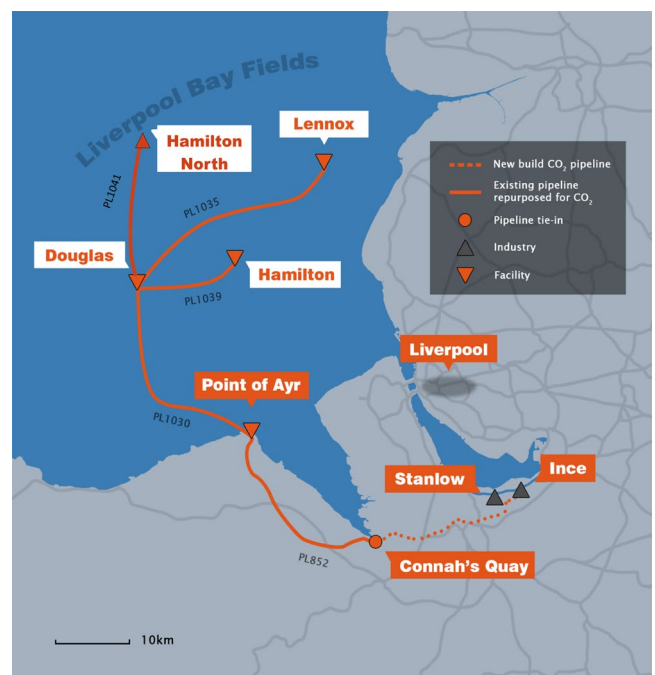 Liverpool Bay Fields
Hamilton
North
Lennox
PL1041
PL1035
Douglas
Hamilton
PL1039
New build CO₂ pipeline
Existing pipeline
repurposed for CO₂
Pipeline tie-in
Industry
Facility
Liverpool
Point of Ayr
PL1030
Stanlow
Ince
PL852
Connah's Quay
10km